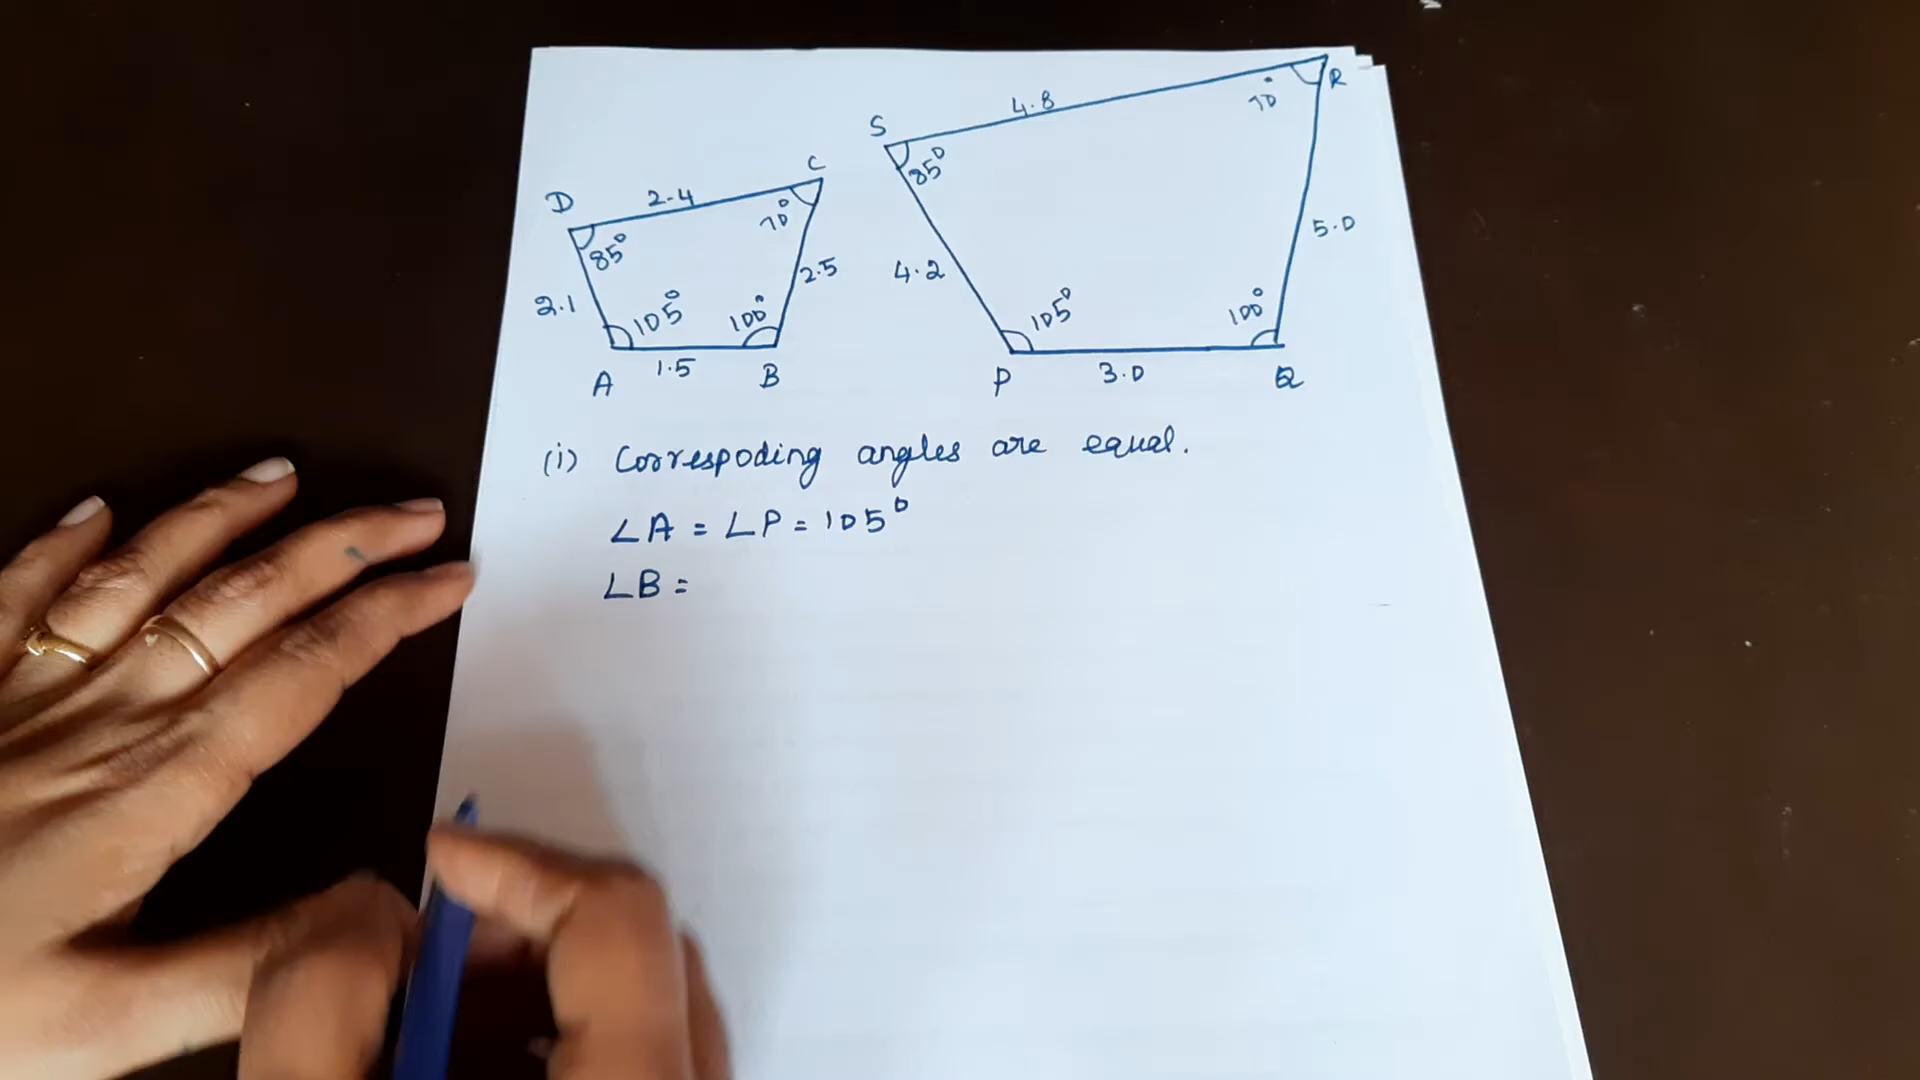 R
4.8
70°
S
85°
C
D
2.4
70°
85°
5.0
2.5
4.2
2.1
105°
100°
105°
100°
1.5
A
B
P
3.0
Q
(i) Correspoding angles are equal.
∠A = ∠P = 105°
∠B =